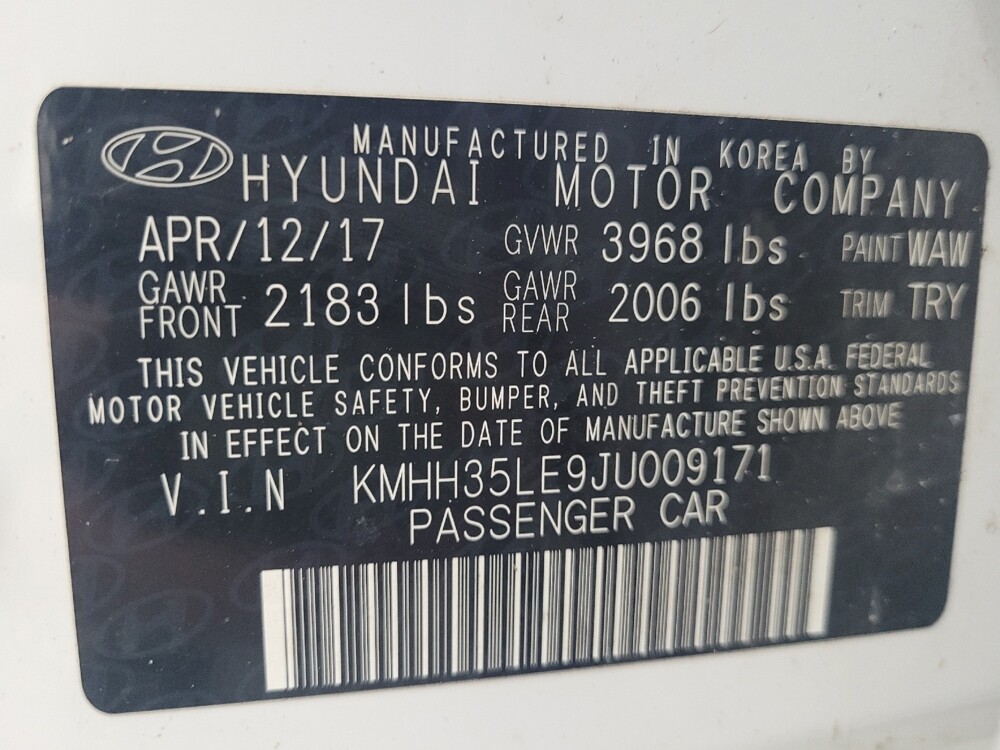 MANUFACTURED IN KOREA BY
HYUNDAI MOTOR COMPANY
APR/12/17 GVWR 3968 lbs PAINT WAW
GAWR FRONT 2183 lbs GAWR REAR 2006 lbs TRIM TRY
THIS VEHICLE CONFORMS TO ALL APPLICABLE U.S.A. FEDERAL
MOTOR VEHICLE SAFETY, BUMPER, AND THEFT PREVENTION STANDARDS
IN EFFECT ON THE DATE OF MANUFACTURE SHOWN ABOVE
V.I.N KMHH35LE9JU009171
PASSENGER CAR